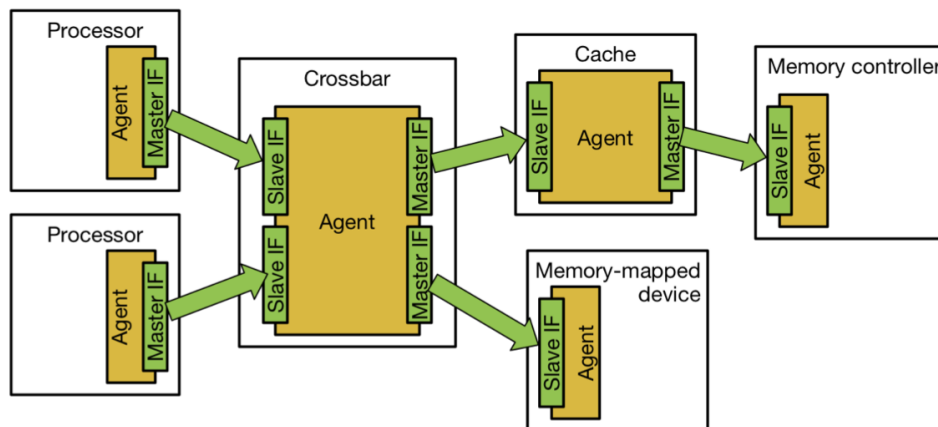 Processor
Agent
Master IF
Processor
Agent
Master IF
Crossbar
Slave IF
Slave IF
Agent
Master IF
Master IF
Cache
Slave IF
Agent
Master IF
Memory-mapped
device
Slave IF
Agent
Memory controller
Slave IF
Agent